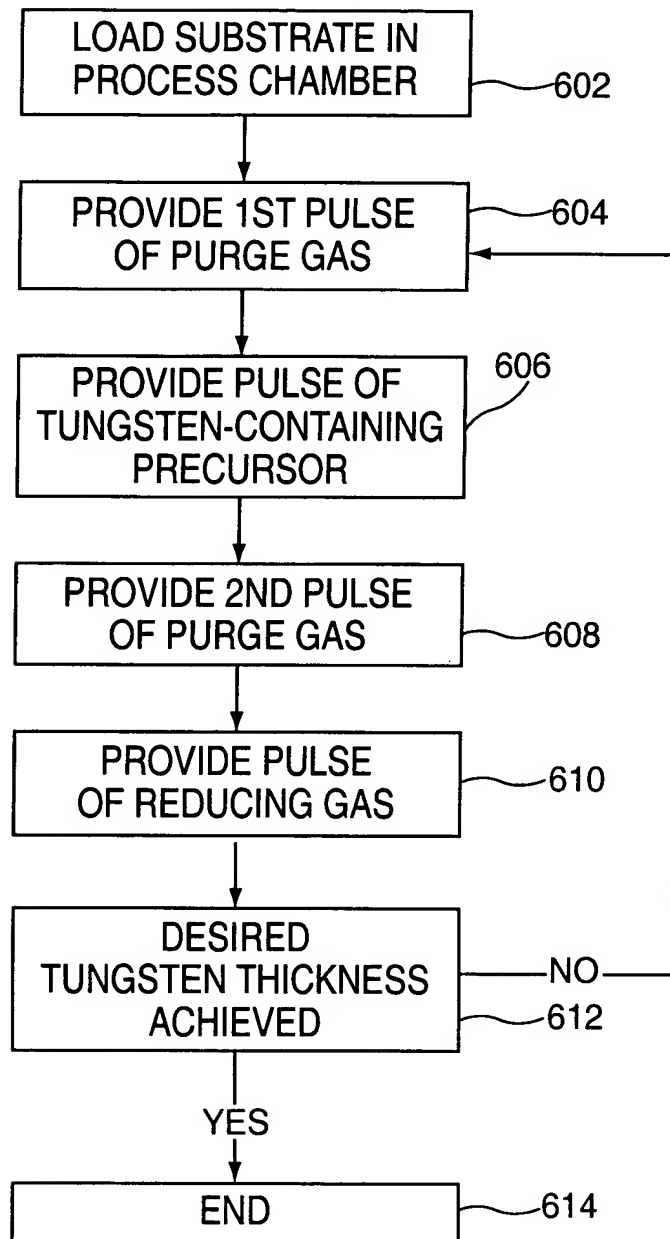 LOAD SUBSTRATE IN
PROCESS CHAMBER
602
PROVIDE 1ST PULSE
OF PURGE GAS
604
PROVIDE PULSE OF
TUNGSTEN-CONTAINING
PRECURSOR
606
PROVIDE 2ND PULSE
OF PURGE GAS
608
PROVIDE PULSE
OF REDUCING GAS
610
DESIRED
TUNGSTEN THICKNESS
ACHIEVED
NO
612
YES
END
614